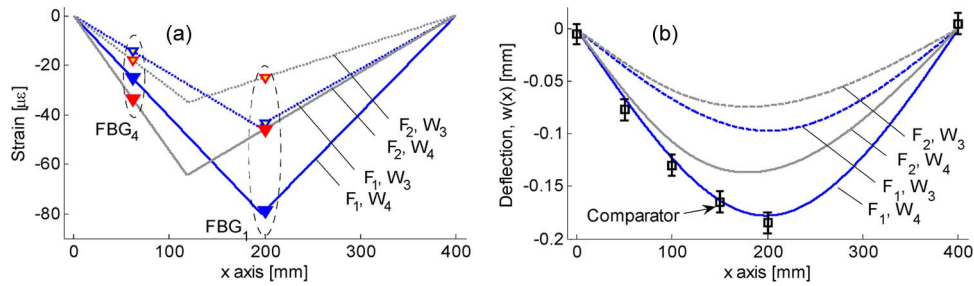 (a)
0
-20
-40
-60
-80
Strain [με]
FBG4
FBG1
F2, W3
F2, W4
F1, W3
F1, W4
0 100 200 300 400
x axis [mm]
(b)
0
-0.05
-0.1
-0.15
-0.2
Deflection, w(x) [mm]
Comparator
F2, W3
F2, W4
F1, W3
F1, W4
0 100 200 300 400
x axis [mm]